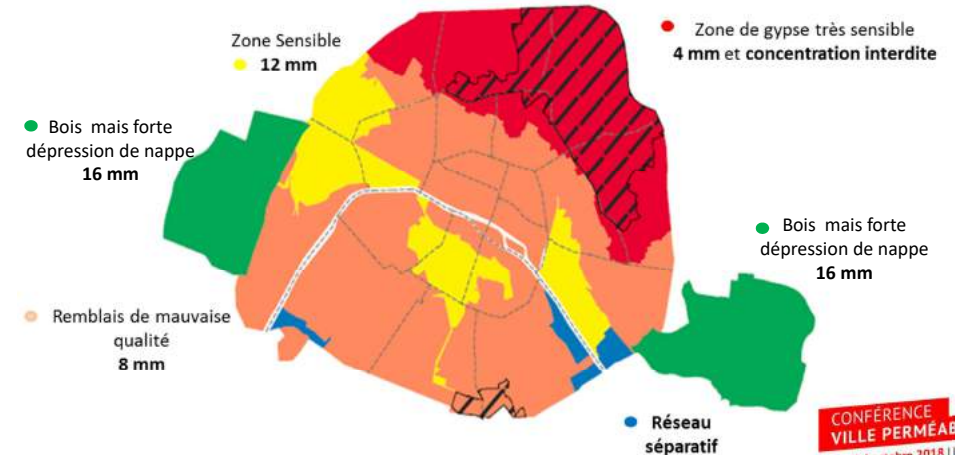 Zone Sensible
12 mm
Zone de gypse très sensible
4 mm et concentration interdite
Bois mais forte
dépression de nappe
16 mm
Bois mais forte
dépression de nappe
16 mm
Remblais de mauvaise
qualité
8 mm
Réseau
séparatif
CONFÉRENCE
VILLE
2018